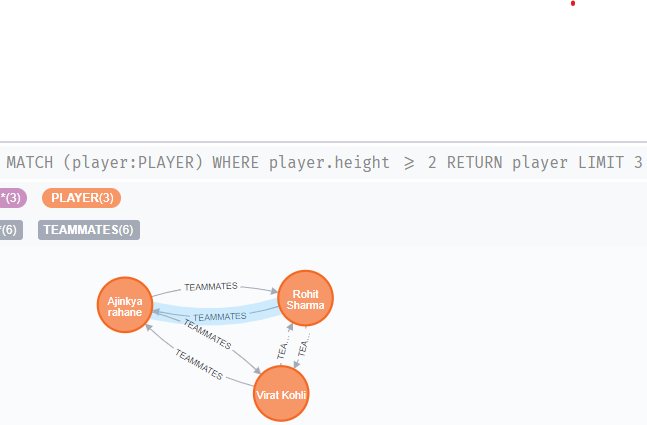 MATCH (player:PLAYER) WHERE player.height >= 2 RETURN player LIMIT 3
*(3) PLAYER(3)
*(6) TEAMMATES(6)
Ajinkya
rahane
TEAMMATES
Rohit
Sharma
TEAMMATES
TEAMMATES
TEAMMATES
TEA...
TEA...
Virat Kohli